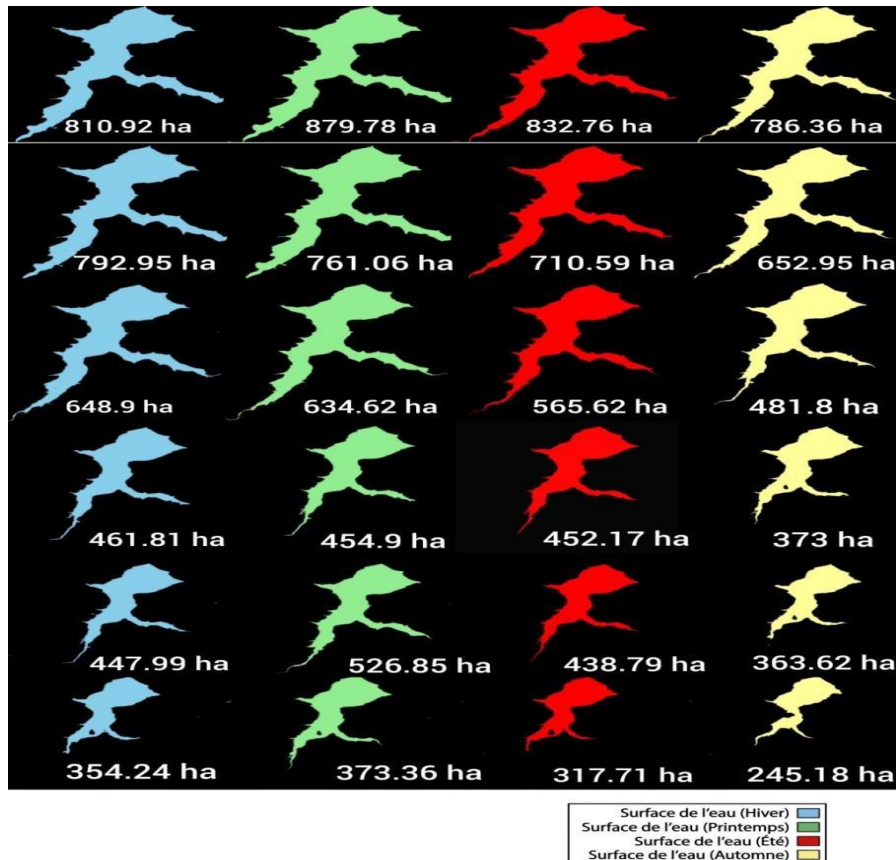 810.92 ha 879.78 ha 832.76 ha 786.36 ha
792.95 ha 761.06 ha 710.59 ha 652.95 ha
648.9 ha 634.62 ha 565.62 ha 481.8 ha
461.81 ha 454.9 ha 452.17 ha 373 ha
447.99 ha 526.85 ha 438.79 ha 363.62 ha
354.24 ha 373.36 ha 317.71 ha 245.18 ha
Surface de l'eau (Hiver)
Surface de l'eau (Printemps)
Surface de l'eau (Été)
Surface de l'eau (Automne)